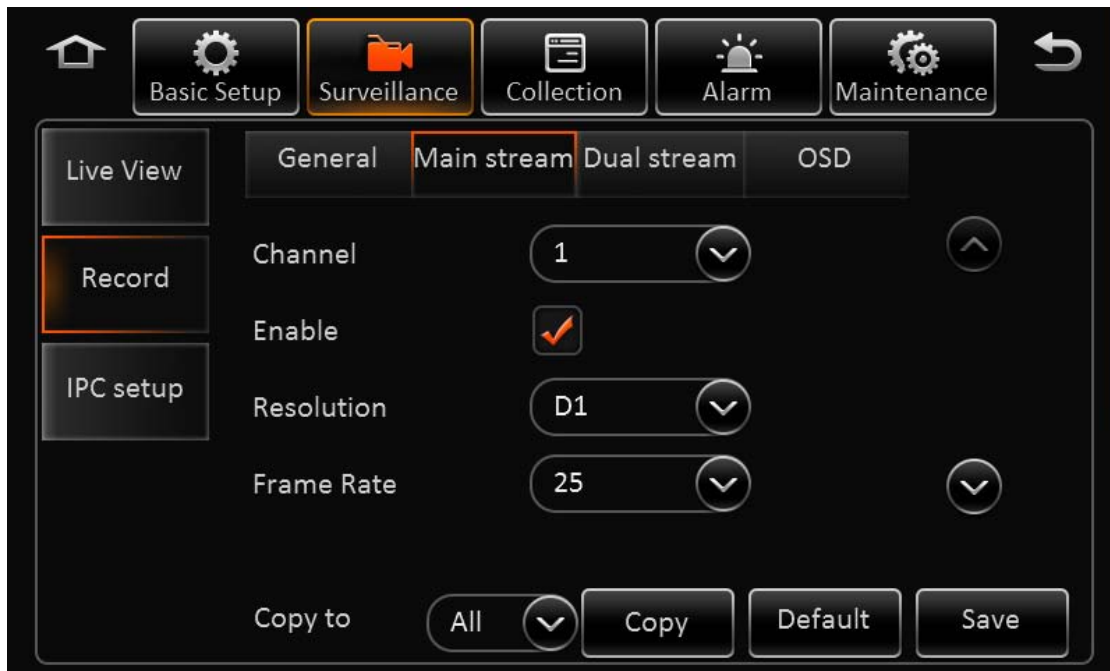 Basic Setup Surveillance Collection Alarm Maintenance
Live View
General Main stream Dual stream OSD
Channel 1
Record
Enable
IPC setup
Resolution D1
Frame Rate 25
Copy to All Copy Default Save